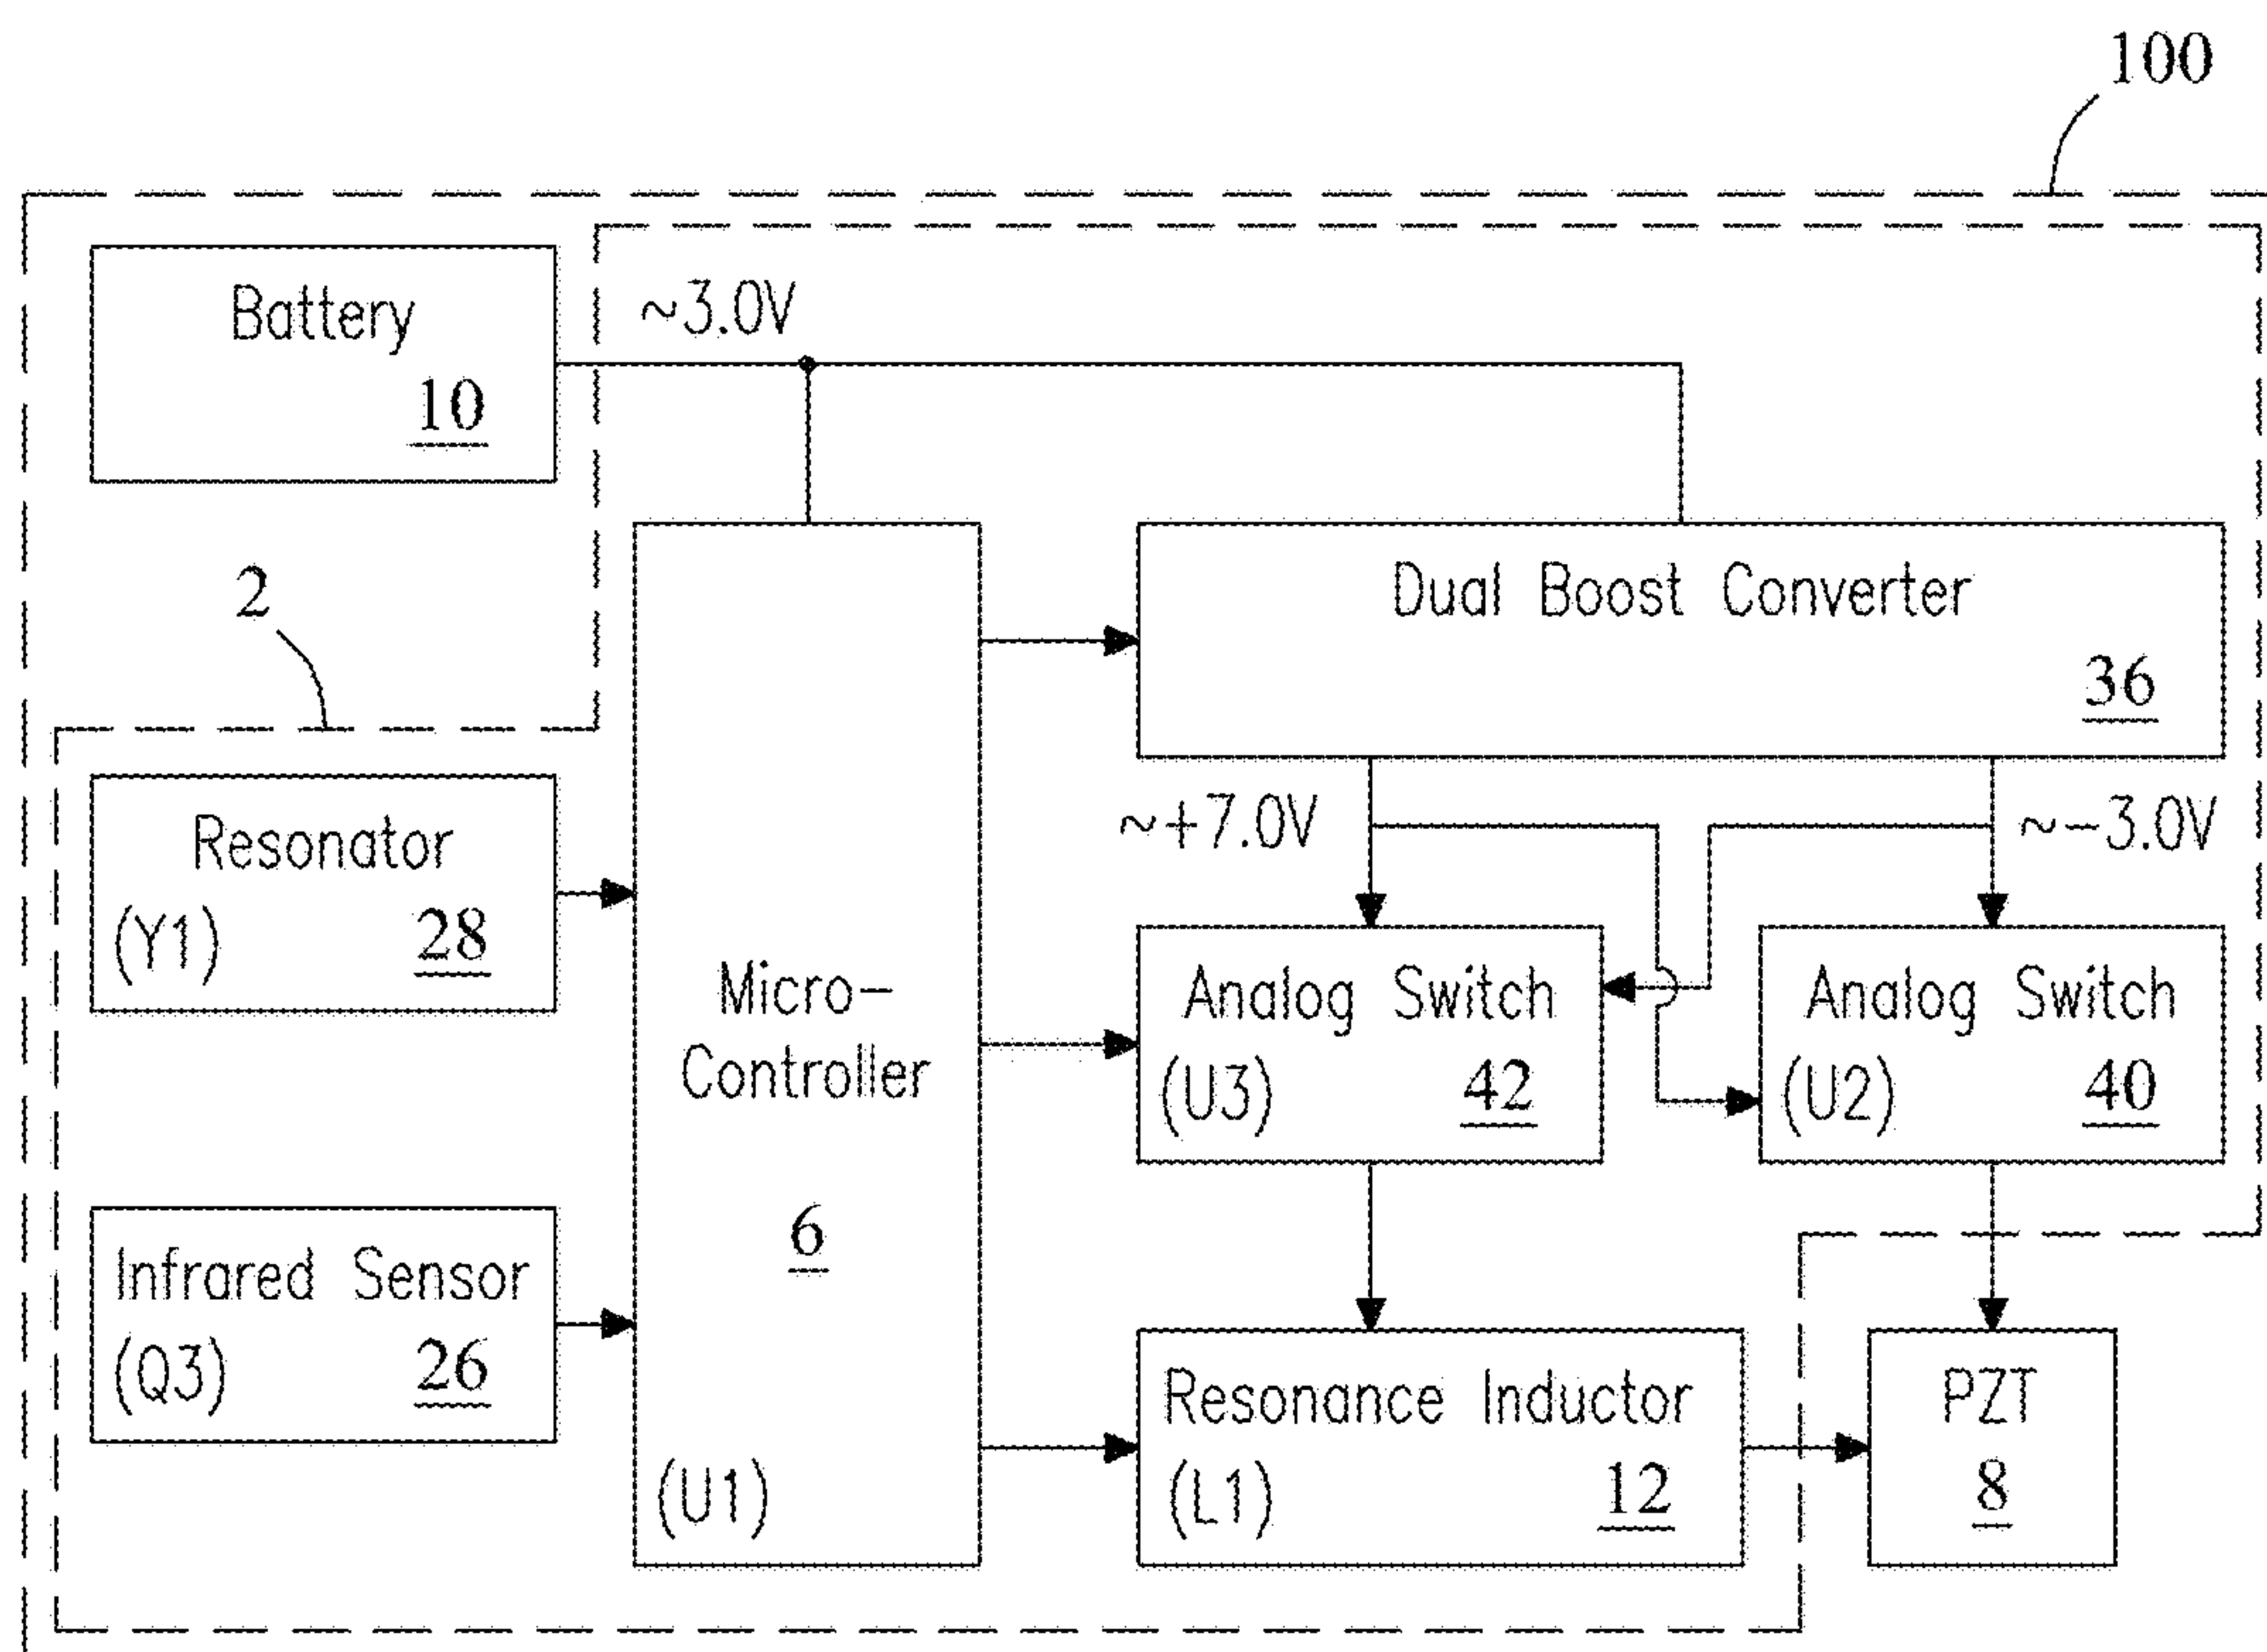 100
Battery
10
~3.0V
2
Dual Boost Converter
36
Resonator
(Y1) 28
~+7.0V
~-3.0V
Micro-
Controller
6
(U1)
Analog Switch
(U3) 42
Analog Switch
(U2) 40
Infrared Sensor
(Q3) 26
Resonance Inductor
(L1) 12
PZT
8